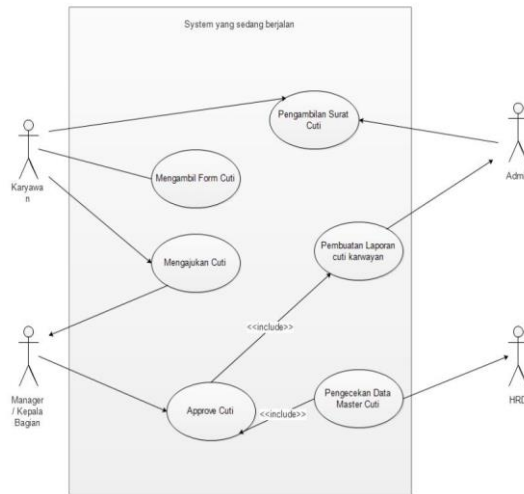 System yang sedang berjalan
Pengambilan Surat
Cuti
Karyawa
n
Mengambil Form Cuti
Admi
Mengajukan Cuti
Pembuatan Laporan
cuti karwayan
<<include>>
Manager
/ Kepala
Bagian
Approve Cuti
<<include>>
Pengecekan Data
Master Cuti
HRD